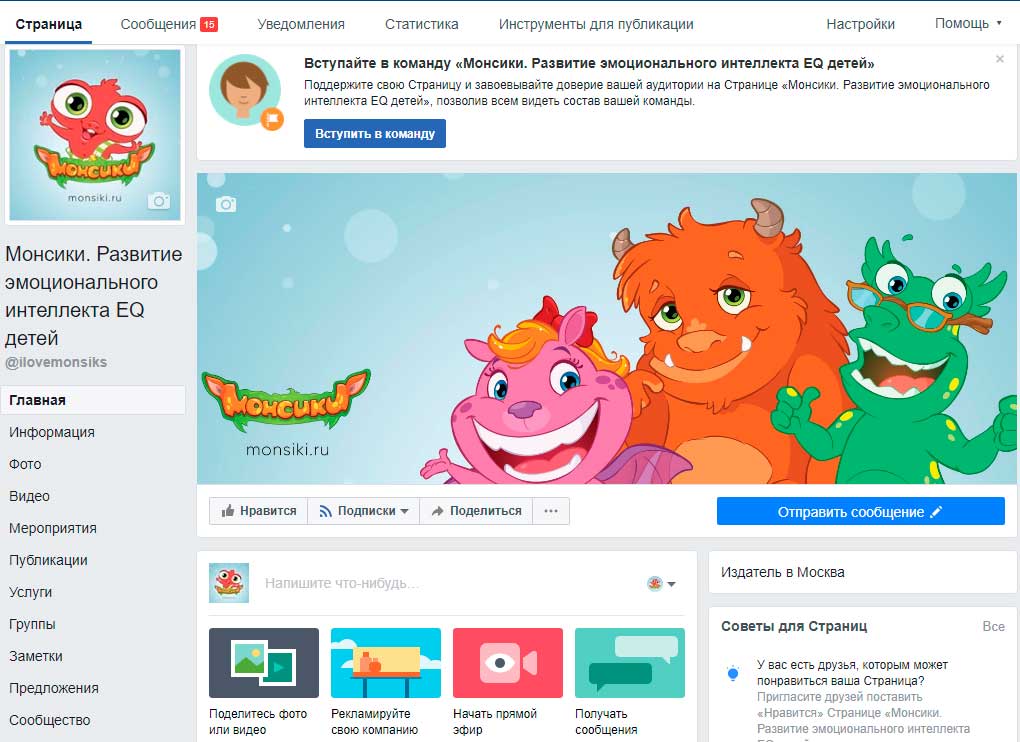 Страница
Сообщения 15
Уведомления
Статистика
Инструменты для публикации
Настройки
Помощь
МОНСИКИ
monsiki.ru
Монсики. Развитие
эмоционального
интеллекта EQ
детей
@ilovemonsiks
Главная
Информация
Фото
Видео
Мероприятия
Публикации
Услуги
Группы
Заметки
Предложения
Сообщество
Вступайте в команду «Монсики. Развитие эмоционального интеллекта EQ детей»
Поддержите свою Страницу и завоевывайте доверие вашей аудитории на Странице «Монсики. Развитие эмоционального
интеллекта EQ детей», позволив всем видеть состав вашей команды.
Вступить в команду
МОНСИКИ
monsiki.ru
Нравится
Подписки
Поделиться
Отправить сообщение
Напишите что-нибудь...
Поделитесь фото
или видео
Рекламируйте
свою компанию
Начать прямой
эфир
Получать
сообщения
Издатель в Москва
Советы для Страниц
Все
У вас есть друзья, которым может
понравиться ваша Страница?
Пригласите друзей поставить
«Нравится» Странице «Монсики.
Развитие эмоционального интеллекта